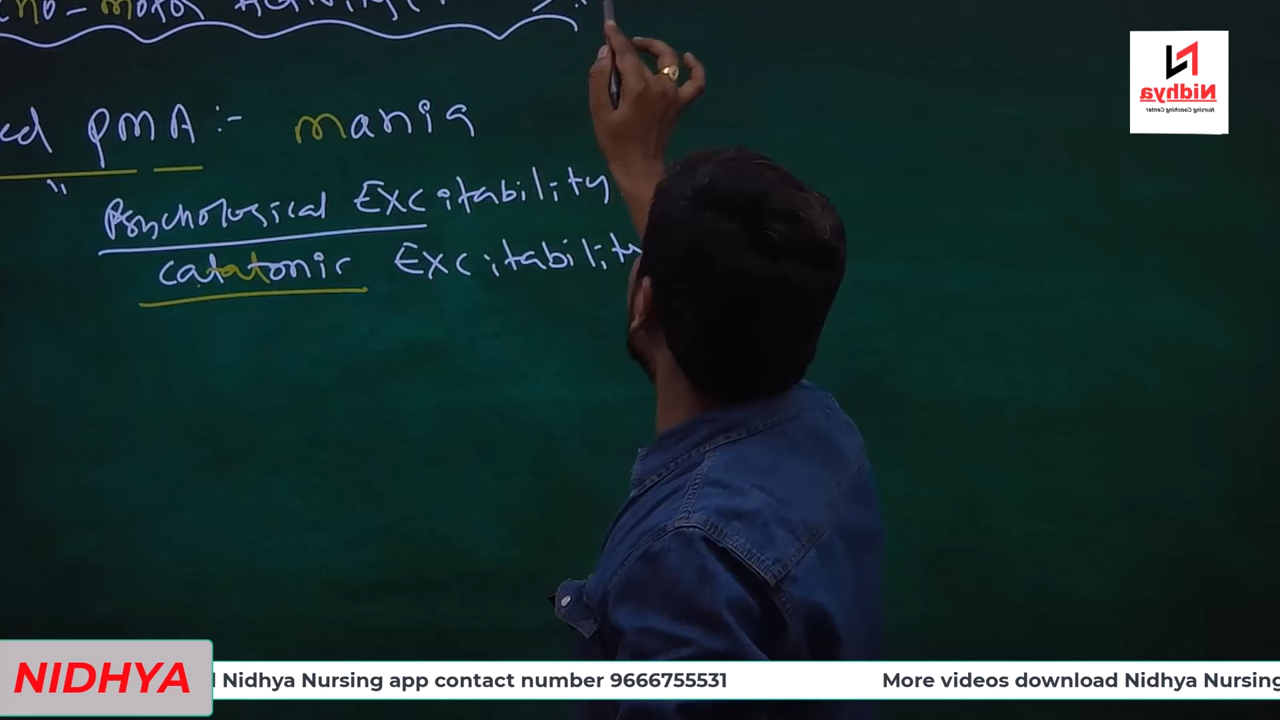 - motor
PMA :- mania
Psychological Excitability
catatonic Excitability
Nidhya
Nursing Coaching Center
NIDHYA
Nidhya Nursing app contact number 9666755531
More videos download Nidhya Nursing